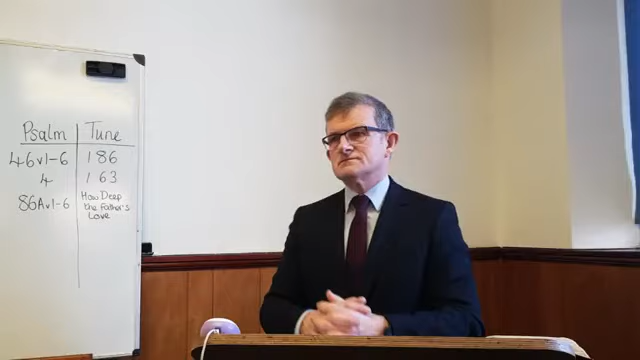 Psalm Tune
46v1-6 186
4 163
86Av1-6 How Deep
the Father's
Love